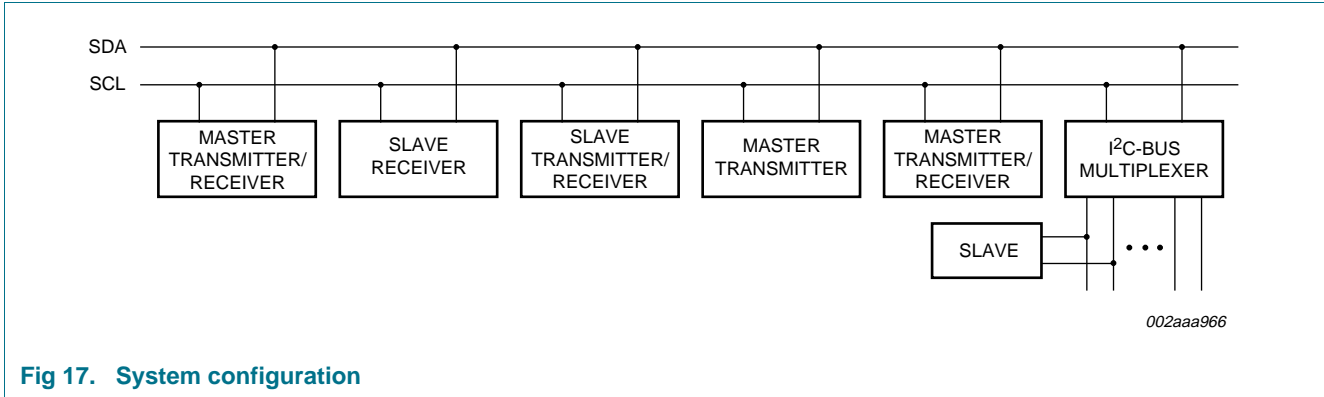 SDA
SCL
MASTER
TRANSMITTER/
RECEIVER
SLAVE
RECEIVER
SLAVE
TRANSMITTER/
RECEIVER
MASTER
TRANSMITTER
MASTER
TRANSMITTER/
RECEIVER
I²C-BUS
MULTIPLEXER
SLAVE
002aaa966
Fig 17. System configuration